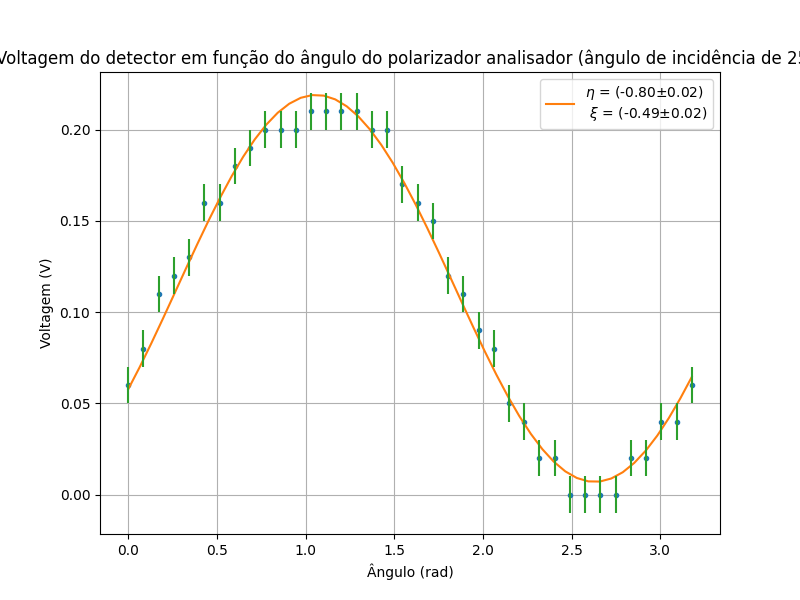 Voltagem do detector em função do ângulo do polarizador analisador (ângulo de incidência de 25
η = (-0.80±0.02)
ξ = (-0.49±0.02)
0.20
0.15
0.10
0.05
0.00
Voltagem (V)
0.0 0.5 1.0 1.5 2.0 2.5 3.0
Ângulo (rad)